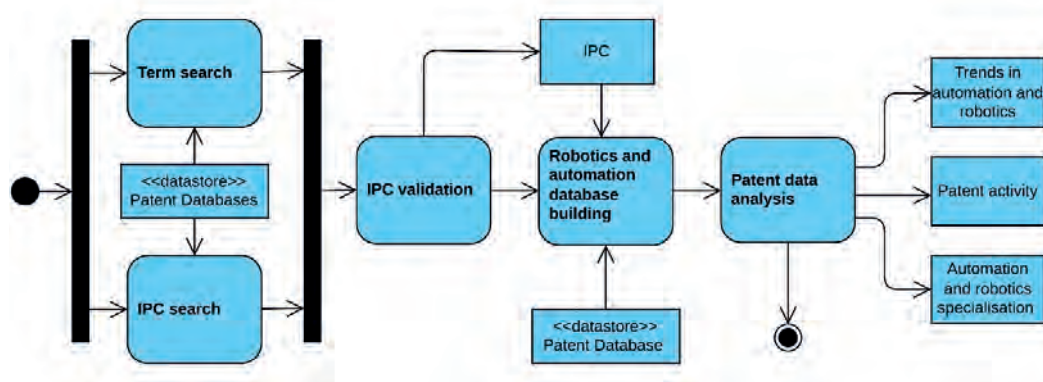 Term search
<<datastore>>
Patent Databases
IPC search
IPC validation
IPC
Robotics and
automation
database
building
<<datastore>>
Patent Database
Patent data
analysis
Trends in
automation and
robotics
Patent activity
Automation
and robotics
specialisation